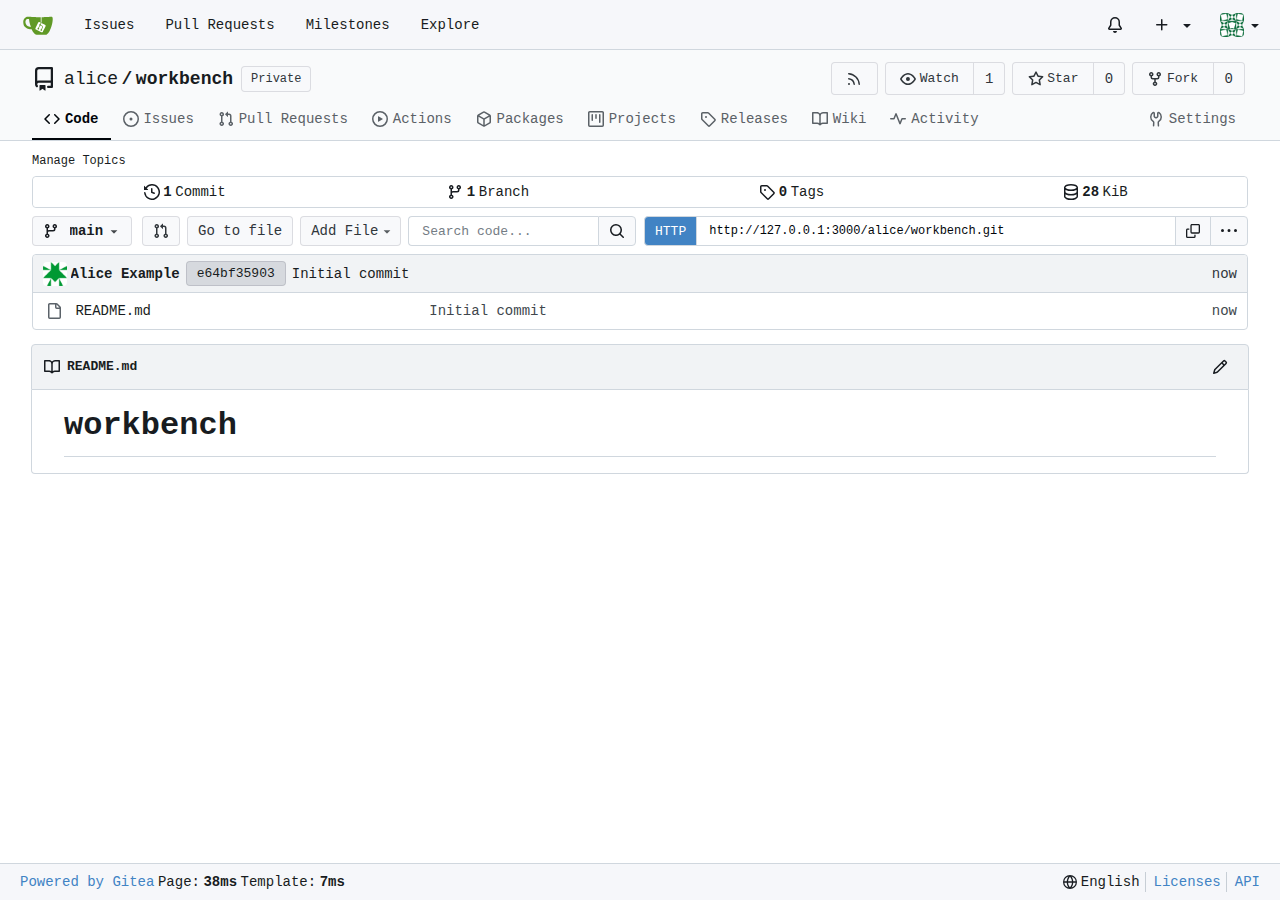 Issues Pull Requests Milestones Explore
alice / workbench Private Watch 1 Star 0 Fork 0
Code Issues Pull Requests Actions Packages Projects Releases Wiki Activity Settings
Manage Topics
1 Commit 1 Branch 0 Tags 28 KiB
main Go to file Add File Search code... HTTP http://127.0.0.1:3000/alice/workbench.git
Alice Example e64bf35903 Initial commit now
README.md Initial commit now
README.md
workbench
Powered by Gitea Page: 38ms Template: 7ms English Licenses API